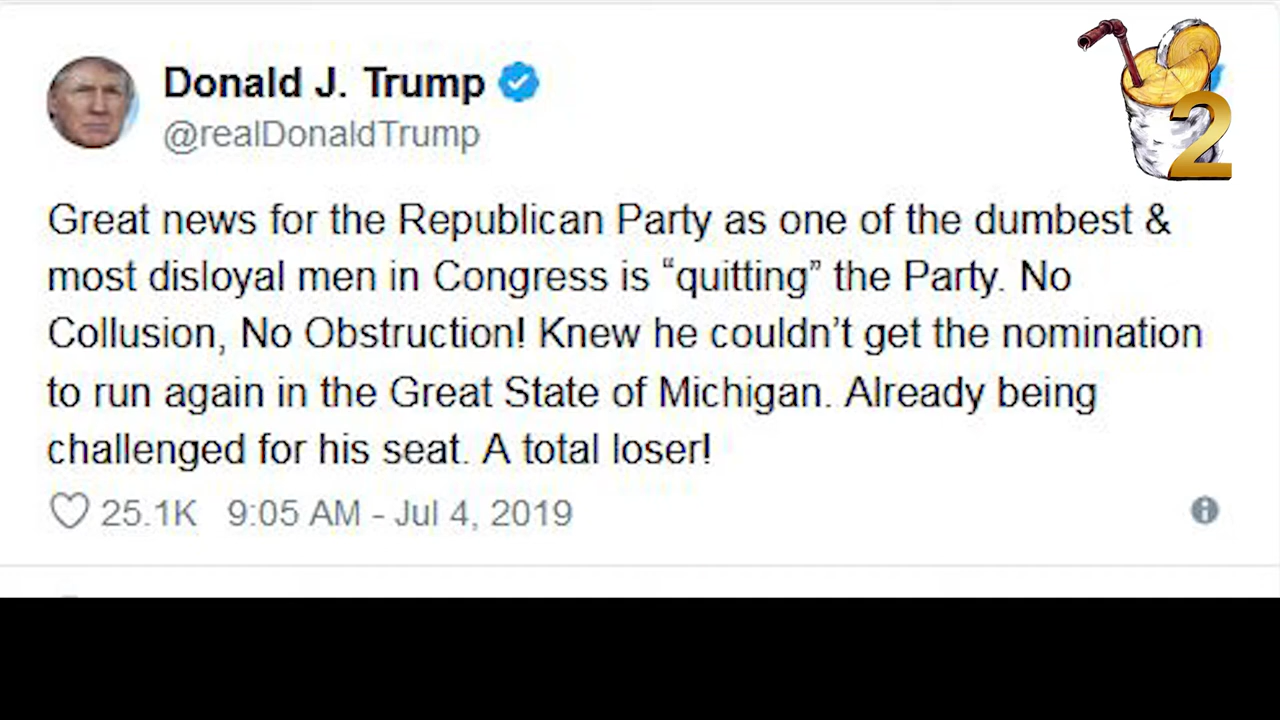 Donald J. Trump
@realDonaldTrump
2
Great news for the Republican Party as one of the dumbest &
most disloyal men in Congress is “quitting” the Party. No
Collusion, No Obstruction! Knew he couldn’t get the nomination
to run again in the Great State of Michigan. Already being
challenged for his seat. A total loser!
25.1K 9:05 AM - Jul 4, 2019